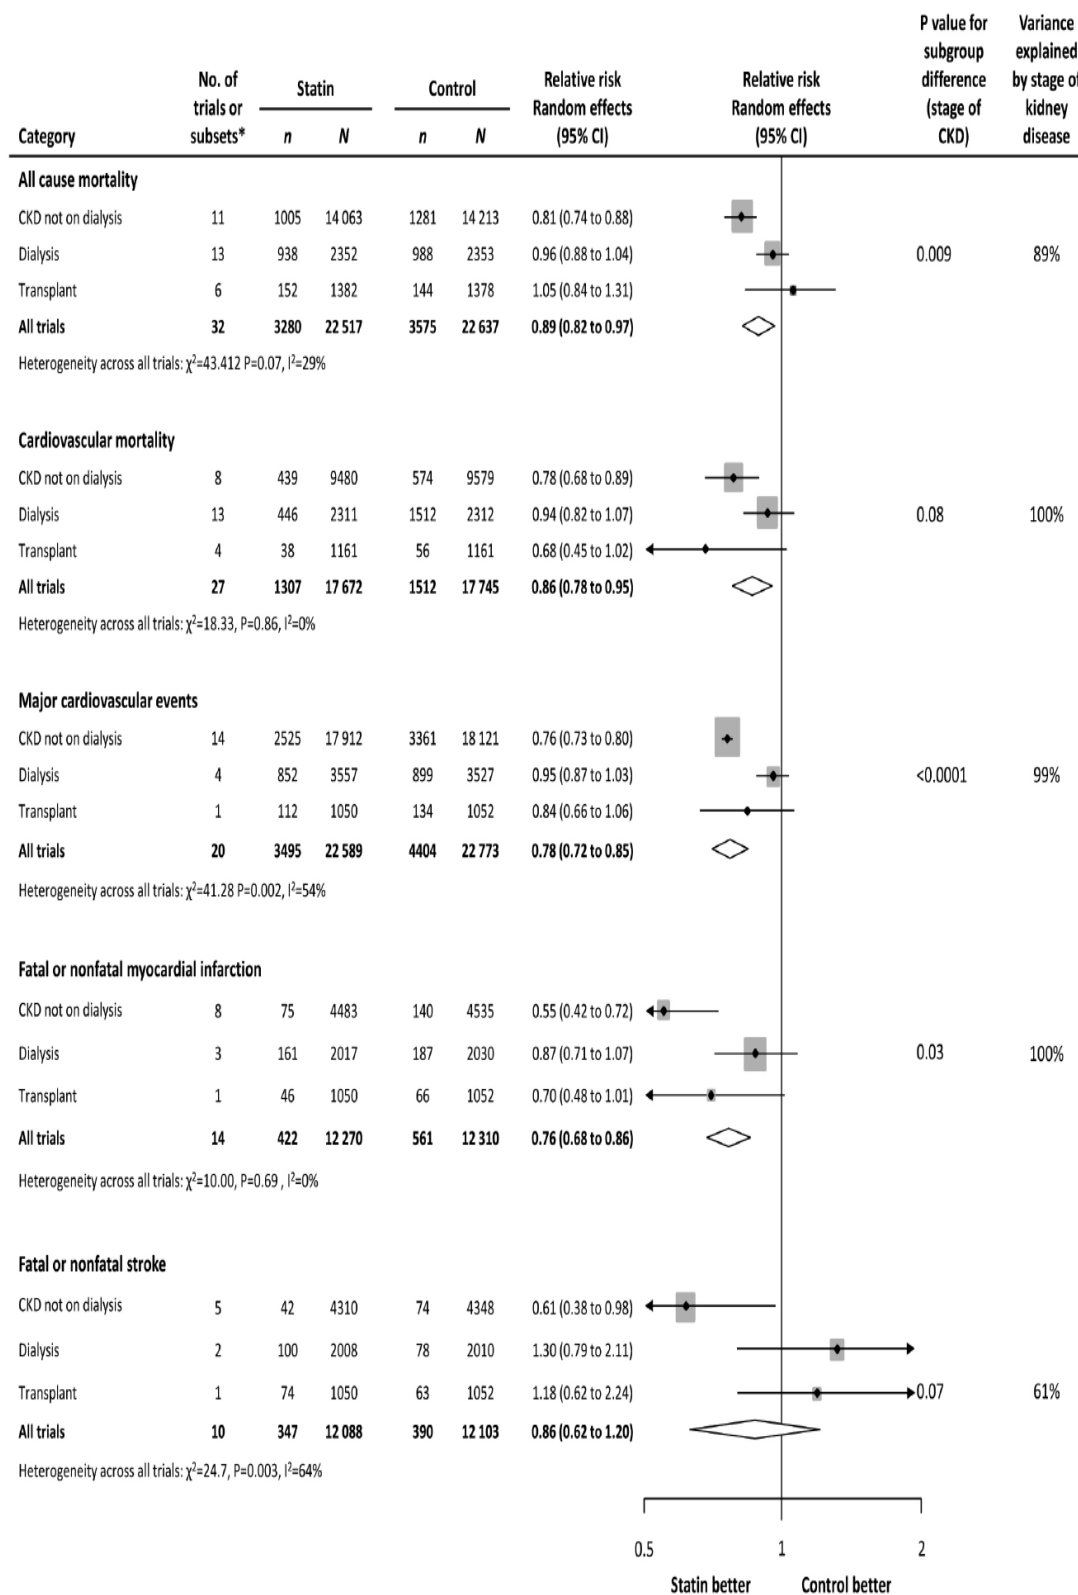 Category No. of trials or subsets* Statin Control Relative risk Random effects (95% CI) Relative risk Random effects (95% CI) P value for subgroup difference (stage of CKD) Variance explained by stage of kidney disease
n N n N
All cause mortality
CKD not on dialysis 11 1005 14 063 1281 14 213 0.81 (0.74 to 0.88)
Dialysis 13 938 2352 988 2353 0.96 (0.88 to 1.04) 0.009 89%
Transplant 6 152 1382 144 1378 1.05 (0.84 to 1.31)
All trials 32 3280 22 517 3575 22 637 0.89 (0.82 to 0.97)
Heterogeneity across all trials: χ²=43.412 P=0.07, I²=29%
Cardiovascular mortality
CKD not on dialysis 8 439 9480 574 9579 0.78 (0.68 to 0.89)
Dialysis 13 446 2311 1512 2312 0.94 (0.82 to 1.07) 0.08 100%
Transplant 4 38 1161 56 1161 0.68 (0.45 to 1.02)
All trials 27 1307 17 672 1512 17 745 0.86 (0.78 to 0.95)
Heterogeneity across all trials: χ²=18.33, P=0.86, I²=0%
Major cardiovascular events
CKD not on dialysis 14 2525 17 912 3361 18 121 0.76 (0.73 to 0.80)
Dialysis 4 852 3557 899 3527 0.95 (0.87 to 1.03) <0.0001 99%
Transplant 1 112 1050 134 1052 0.84 (0.66 to 1.06)
All trials 20 3495 22 589 4404 22 773 0.78 (0.72 to 0.85)
Heterogeneity across all trials: χ²=41.28 P=0.002, I²=54%
Fatal or nonfatal myocardial infarction
CKD not on dialysis 8 75 4483 140 4535 0.55 (0.42 to 0.72)
Dialysis 3 161 2017 187 2030 0.87 (0.71 to 1.07) 0.03 100%
Transplant 1 46 1050 66 1052 0.70 (0.48 to 1.01)
All trials 14 422 12 270 561 12 310 0.76 (0.68 to 0.86)
Heterogeneity across all trials: χ²=10.00, P=0.69 , I²=0%
Fatal or nonfatal stroke
CKD not on dialysis 5 42 4310 74 4348 0.61 (0.38 to 0.98)
Dialysis 2 100 2008 78 2010 1.30 (0.79 to 2.11)
Transplant 1 74 1050 63 1052 1.18 (0.62 to 2.24) 0.07 61%
All trials 10 347 12 088 390 12 103 0.86 (0.62 to 1.20)
Heterogeneity across all trials: χ²=24.7, P=0.003, I²=64%
0.5 1 2
Statin better Control better